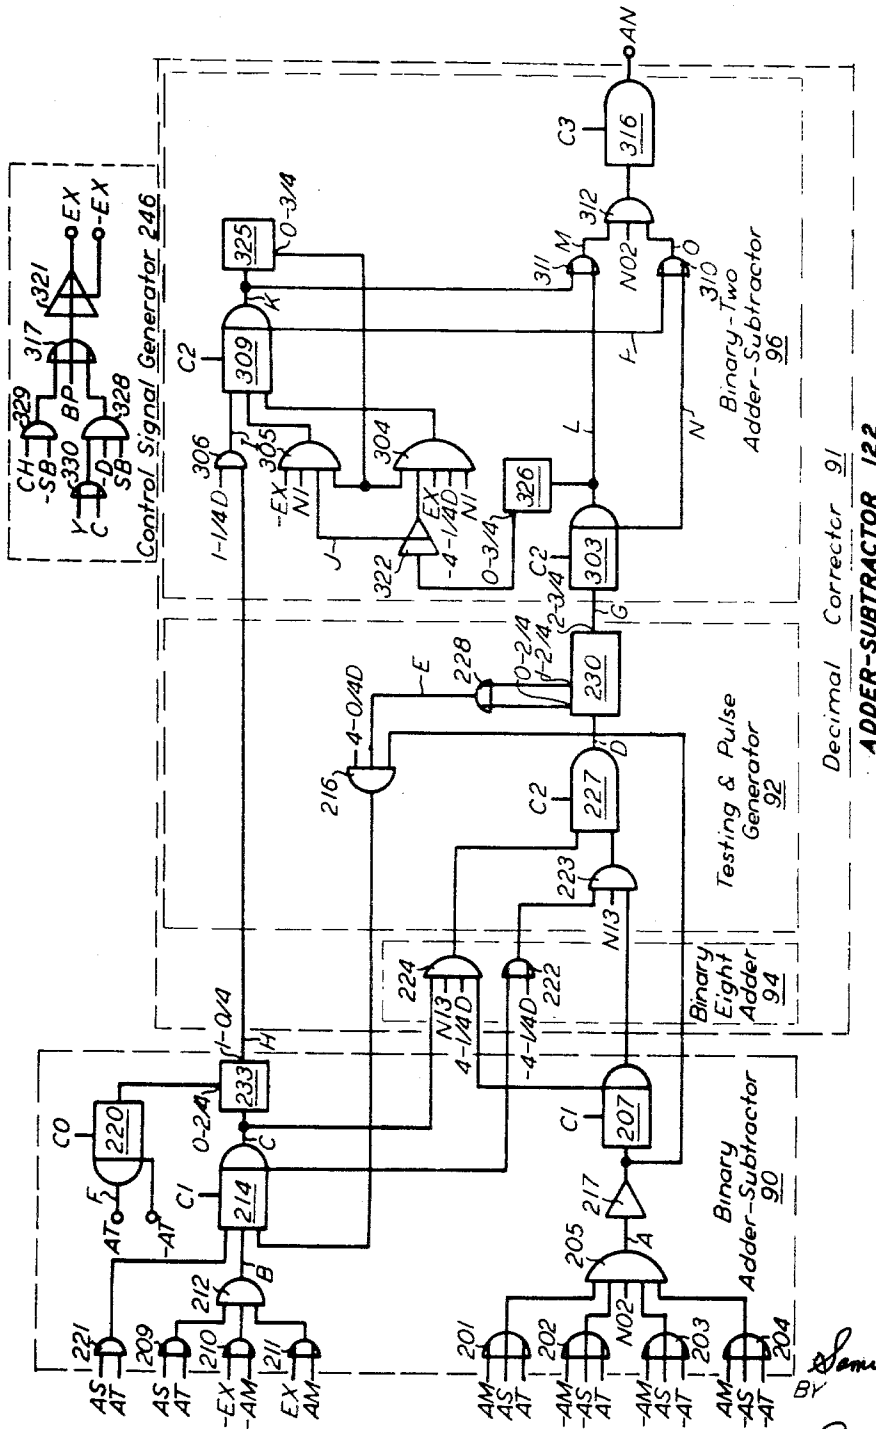 CH
-SB
329
330
BP
317
321
EX
-EX
Y
C
-D
SB
328
Control Signal Generator 246
AN
C3
316
312
M
311
NO2
O
310
325
0-3/4
K
C2
309
306
1-1/4D
J
305
304
-EX
N1
EX
-4-1/4D
N1
J
322
0-3/4
326
L
F
N
C2
303
2-3/4
G
Binary-Two
Adder-Subtractor
96
0-2/4
1-2/4
230
228
E
4-0/4D
216
D
C2
227
223
N13
Testing & Pulse
Generator
92
224
N13
4-1/4D
222
-4-1/4D
Binary
Eight
Adder
94
Decimal Corrector 91
CO
220
F
AT
-AT
0-2/4
233
1-0/4
H
C
C1
214
B
212
221
AS
AT
209
AS
AT
210
-EX
-AM
211
EX
AM
C1
207
217
A
205
NO2
201
AM
AS
AT
202
-AM
-AS
AT
203
-AM
AS
-AT
204
AM
-AS
-AT
Binary
Adder-Subtractor
90
ADDER-SUBTRACTOR 122
BY